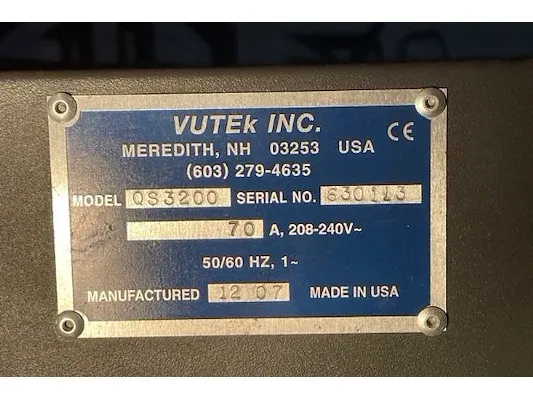 VUTEk INC.
CE
MEREDITH, NH 03253 USA
(603) 279-4635
MODEL QS3200 SERIAL NO. 630113
70 A, 208-240V~
50/60 HZ, 1~
MANUFACTURED 12 07 MADE IN USA